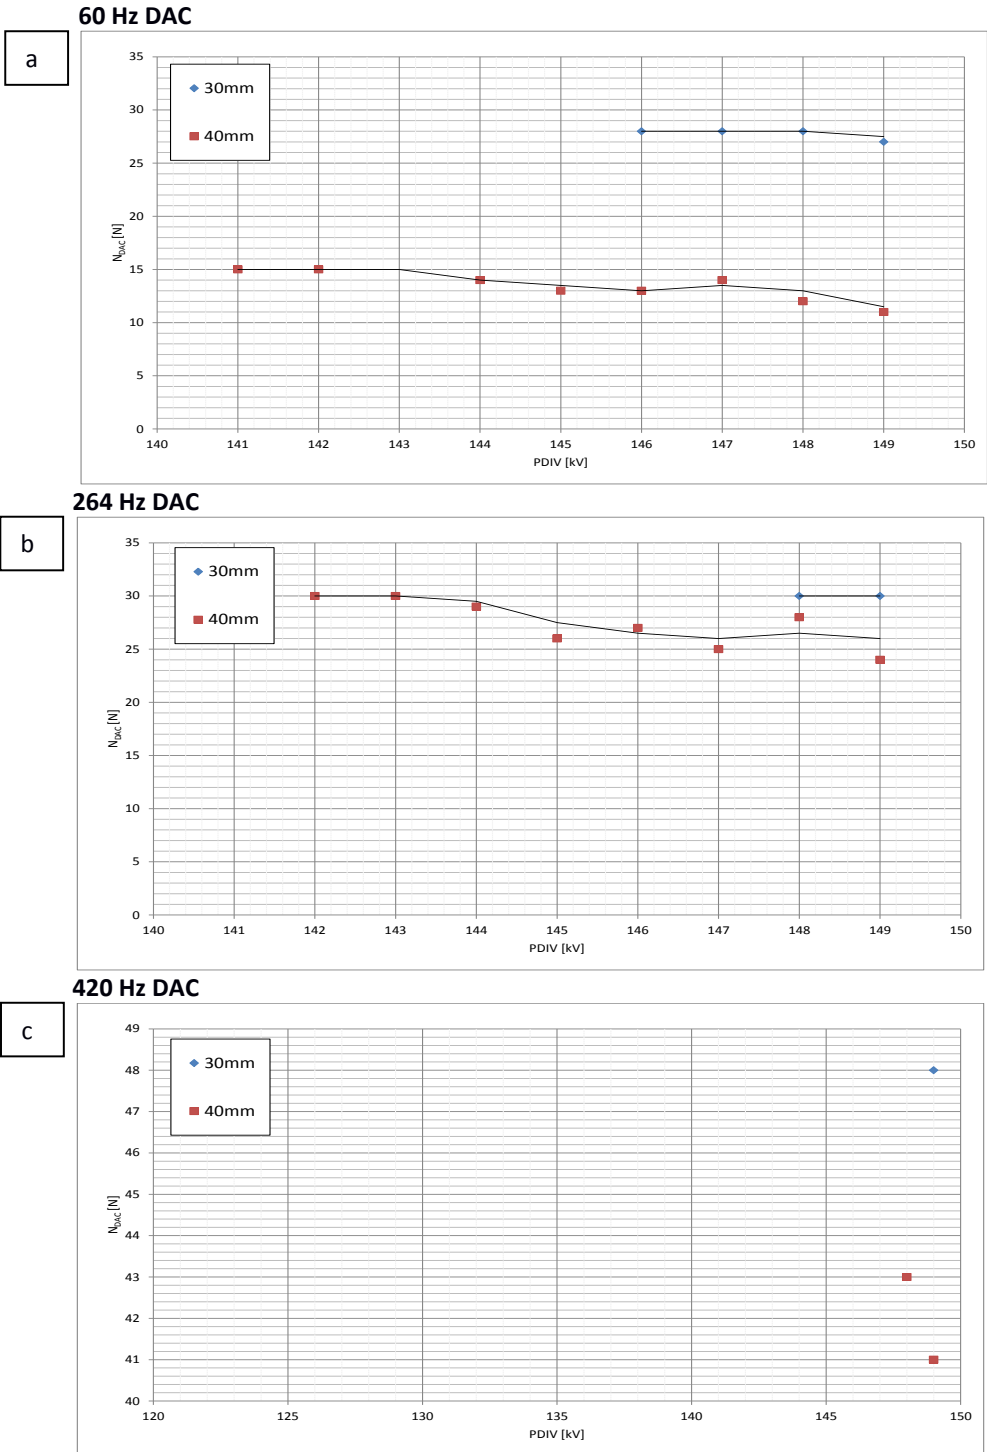 60 Hz DAC
a
35
30
25
20
15
10
5
0
N_DAC [N]
30mm
40mm
140 141 142 143 144 145 146 147 148 149 150
PDIV [kV]
264 Hz DAC
b
35
30
25
20
15
10
5
0
N_DAC [N]
30mm
40mm
140 141 142 143 144 145 146 147 148 149 150
PDIV [kV]
420 Hz DAC
c
49
48
47
46
45
44
43
42
41
40
N_DAC [N]
30mm
40mm
120 125 130 135 140 145 150
PDIV [kV]